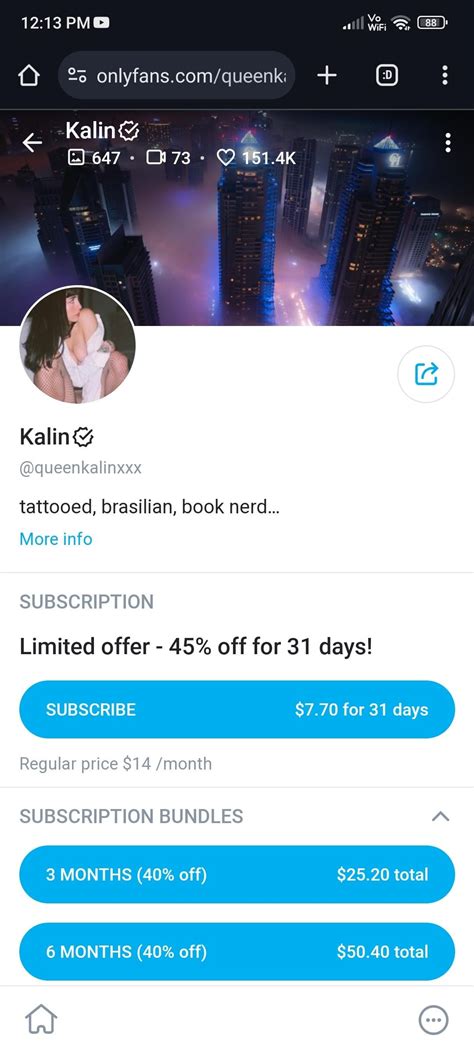 12:13 PM
Vo WiFi 88
onlyfans.com/queenka
:D
Kalin
647 • 73 • 151.4K
Kalin
@queenkalinxxx
tattooed, brasilian, book nerd...
More info
SUBSCRIPTION
Limited offer - 45% off for 31 days!
SUBSCRIBE $7.70 for 31 days
Regular price $14 /month
SUBSCRIPTION BUNDLES
3 MONTHS (40% off) $25.20 total
6 MONTHS (40% off) $50.40 total